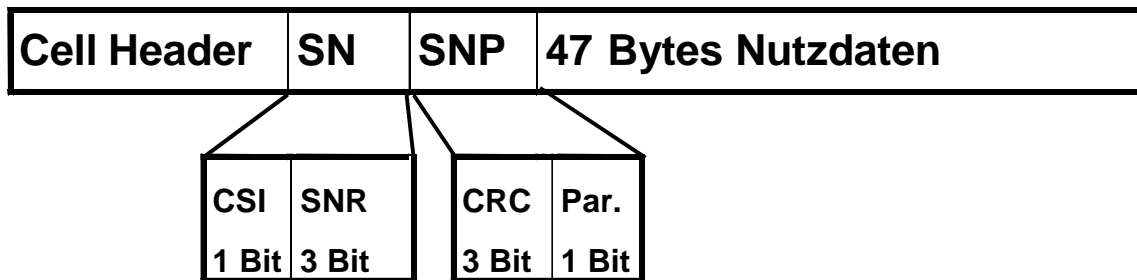 Cell Header SN SNP 47 Bytes Nutzdaten
CSI SNR CRC Par.
1 Bit 3 Bit 3 Bit 1 Bit